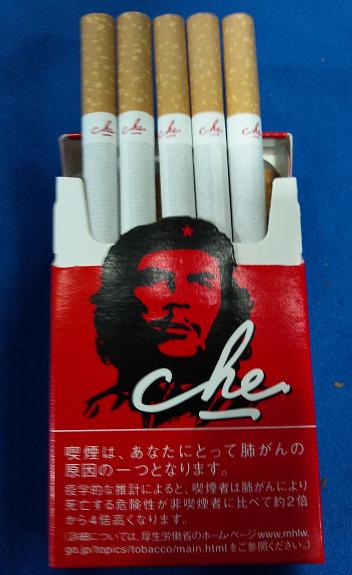 che
che
che
che
che
che
喫煙は、あなたにとって肺がんの
原因の一つとなります。
疫学的な推計によると、喫煙者は肺がんにより
死亡する危険性が非喫煙者に比べて約2倍
から4倍高くなります。
(詳細については、厚生労働省のホーム・ページwww.mhlw.
go.jp/topics/tobacco/main.htmlをご参照ください。)